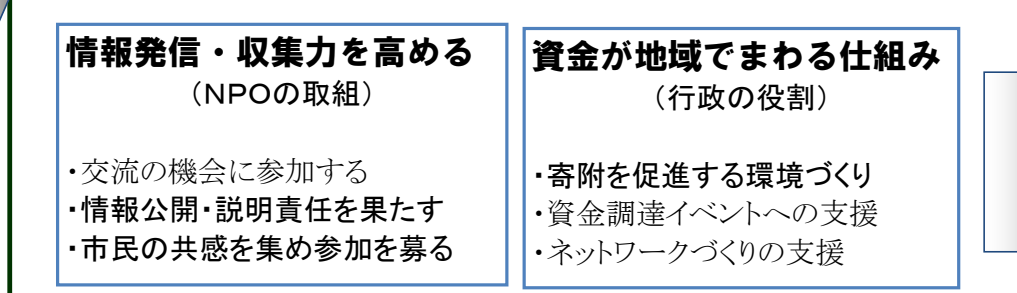 情報発信・収集力を高める
（NPOの取組）
・交流の機会に参加する
・情報公開・説明責任を果たす
・市民の共感を集め参加を募る
資金が地域でまわる仕組み
（行政の役割）
・寄附を促進する環境づくり
・資金調達イベントへの支援
・ネットワークづくりの支援